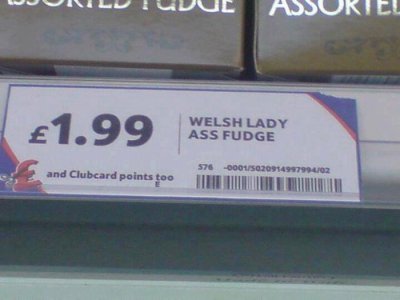 ASSORTED FUDGE ASSORTED
£1.99
WELSH LADY
ASS FUDGE
576 -0001/5020914997994/02
and Clubcard points too
E